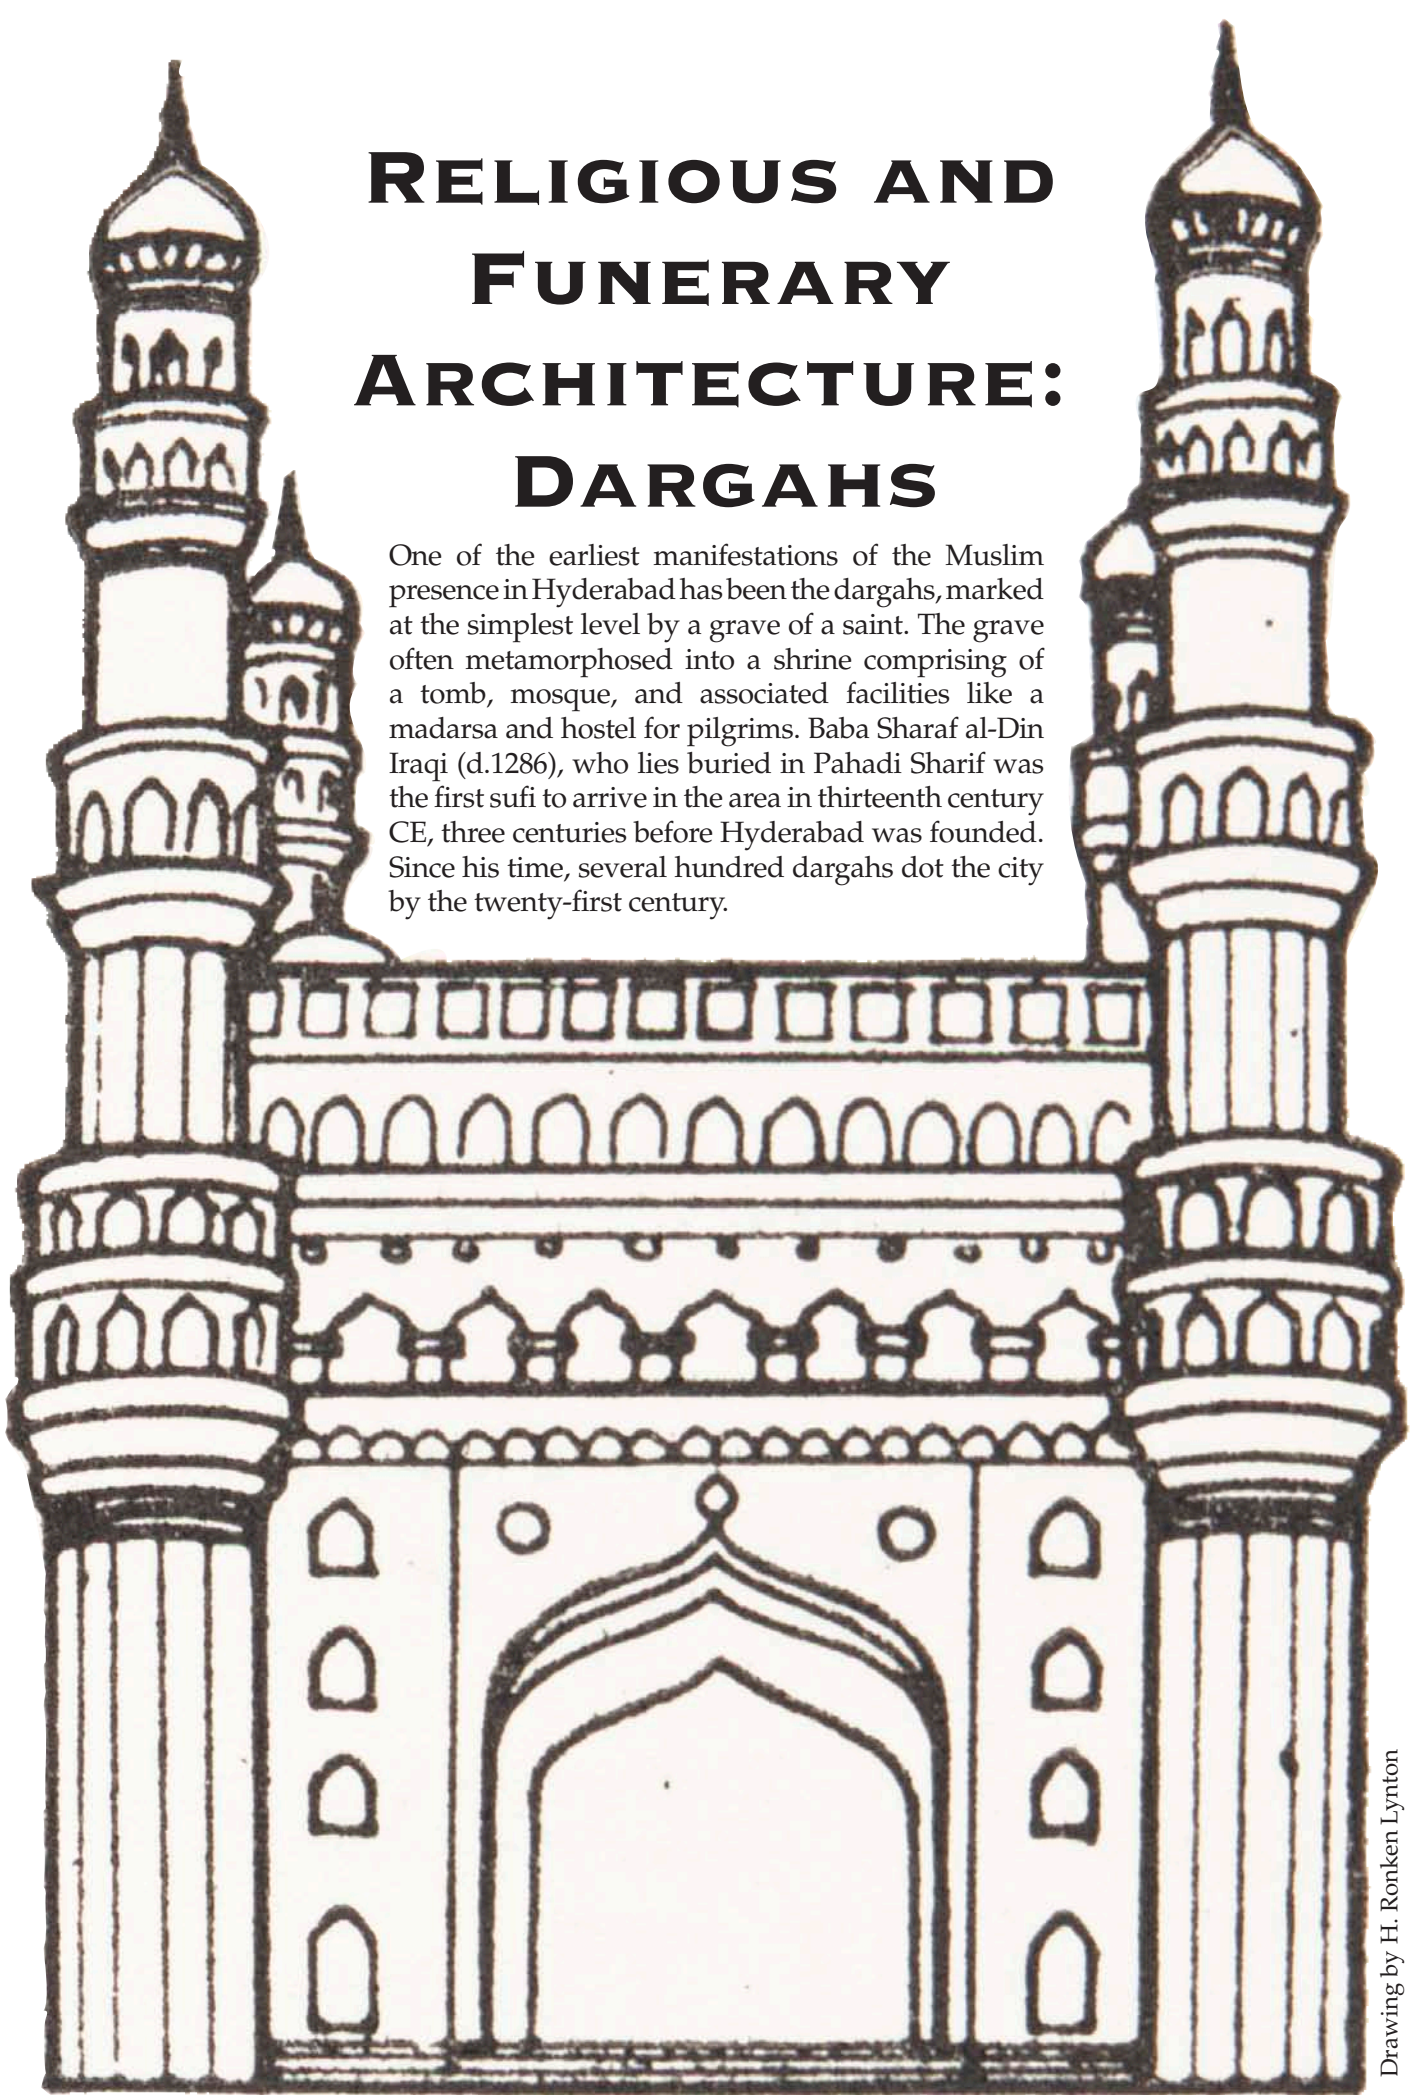 RELIGIOUS AND
FUNERARY
ARCHITECTURE:
DARGAHS
One of the earliest manifestations of the Muslim
presence in Hyderabad has been the dargahs, marked
at the simplest level by a grave of a saint. The grave
often metamorphosed into a shrine comprising of
a tomb, mosque, and associated facilities like a
madarsa and hostel for pilgrims. Baba Sharaf al-Din
Iraqi (d.1286), who lies buried in Pahadi Sharif was
the first sufi to arrive in the area in thirteenth century
CE, three centuries before Hyderabad was founded.
Since his time, several hundred dargahs dot the city
by the twenty-first century.
Drawing by H. Ronken Lynton